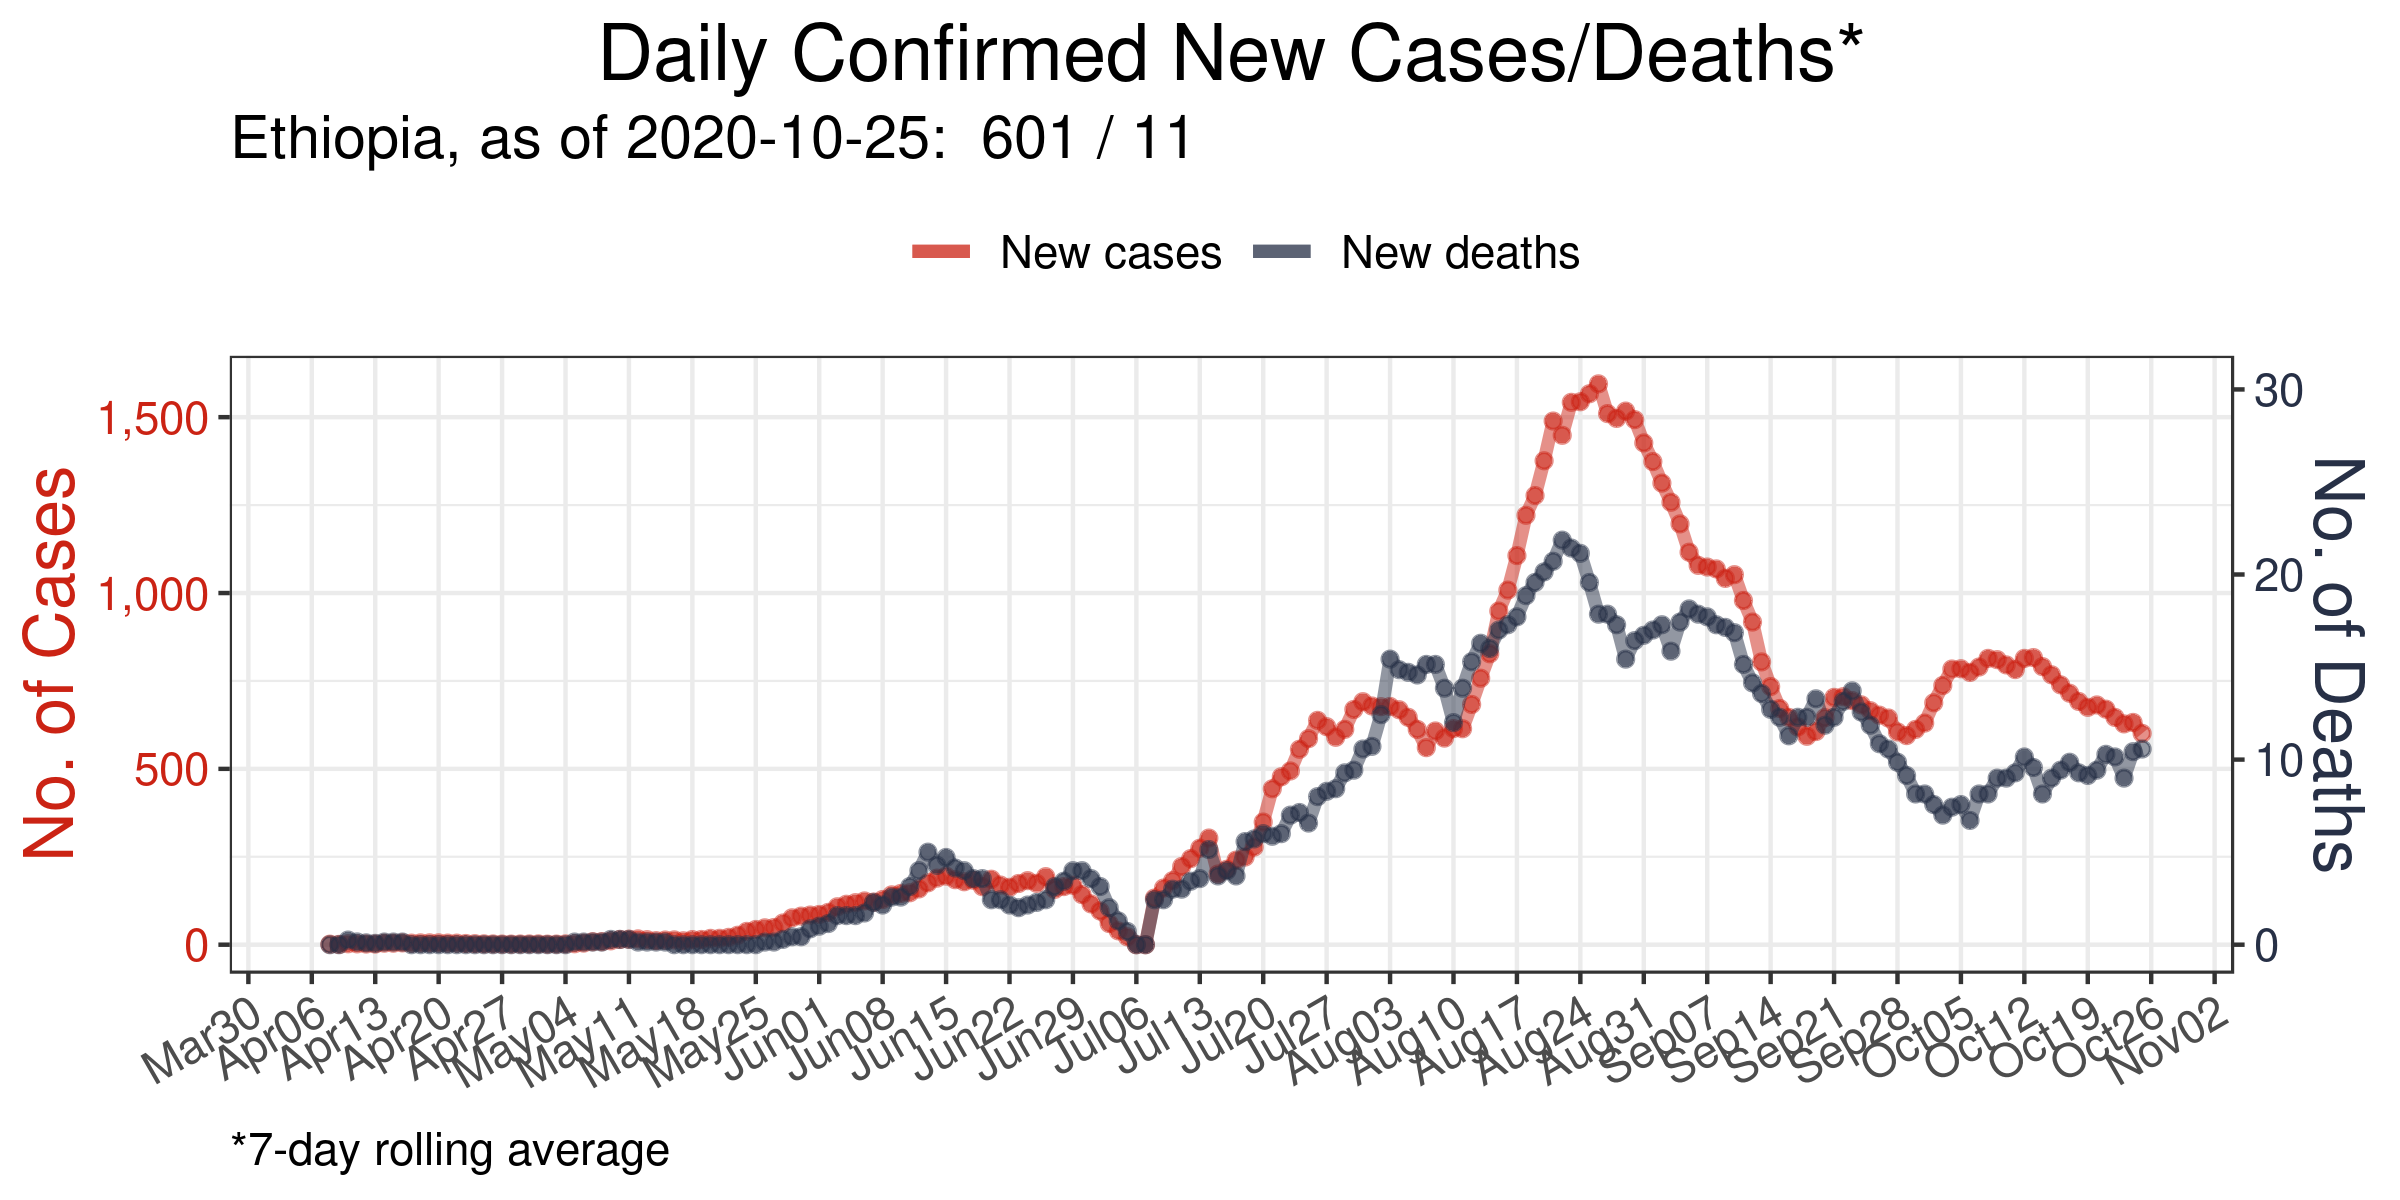 Daily Confirmed New Cases/Deaths*
Ethiopia, as of 2020-10-25:  601 / 11
New cases
New deaths
No. of Cases
1,500
1,000
500
0
30
20
10
0
No. of Deaths
Mar30
Apr06
Apr13
Apr20
Apr27
May04
May11
May18
May25
Jun01
Jun08
Jun15
Jun22
Jun29
Jul06
Jul13
Jul20
Jul27
Aug03
Aug10
Aug17
Aug24
Aug31
Sep07
Sep14
Sep21
Sep28
Oct05
Oct12
Oct19
Oct26
Nov02
*7-day rolling average